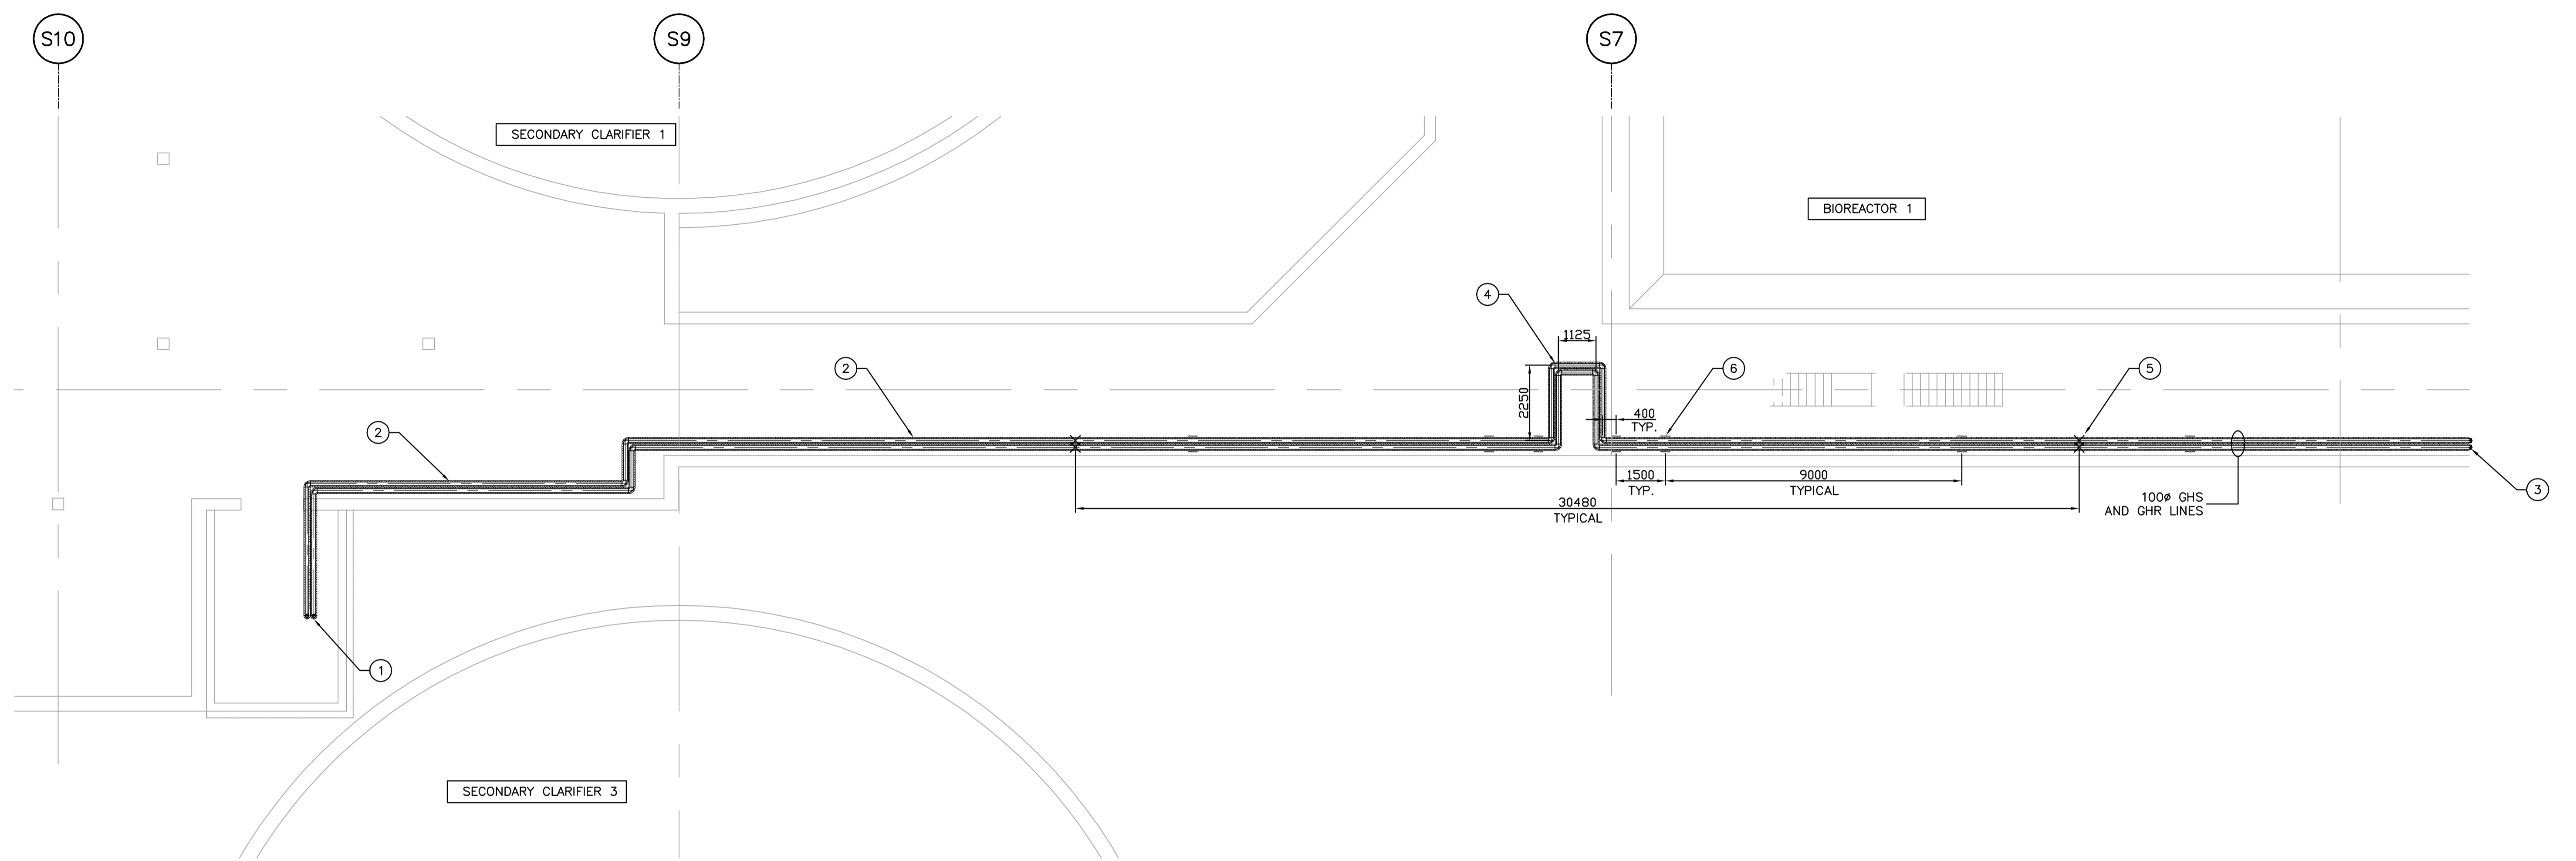 S10
S9
S7
SECONDARY CLARIFIER 1
BIOREACTOR 1
4
1125
2
6
5
2250
400
TYP.
2
1500
TYP.
9000
TYPICAL
30480
TYPICAL
100ø GHS
AND GHR LINES
3
1
SECONDARY CLARIFIER 3